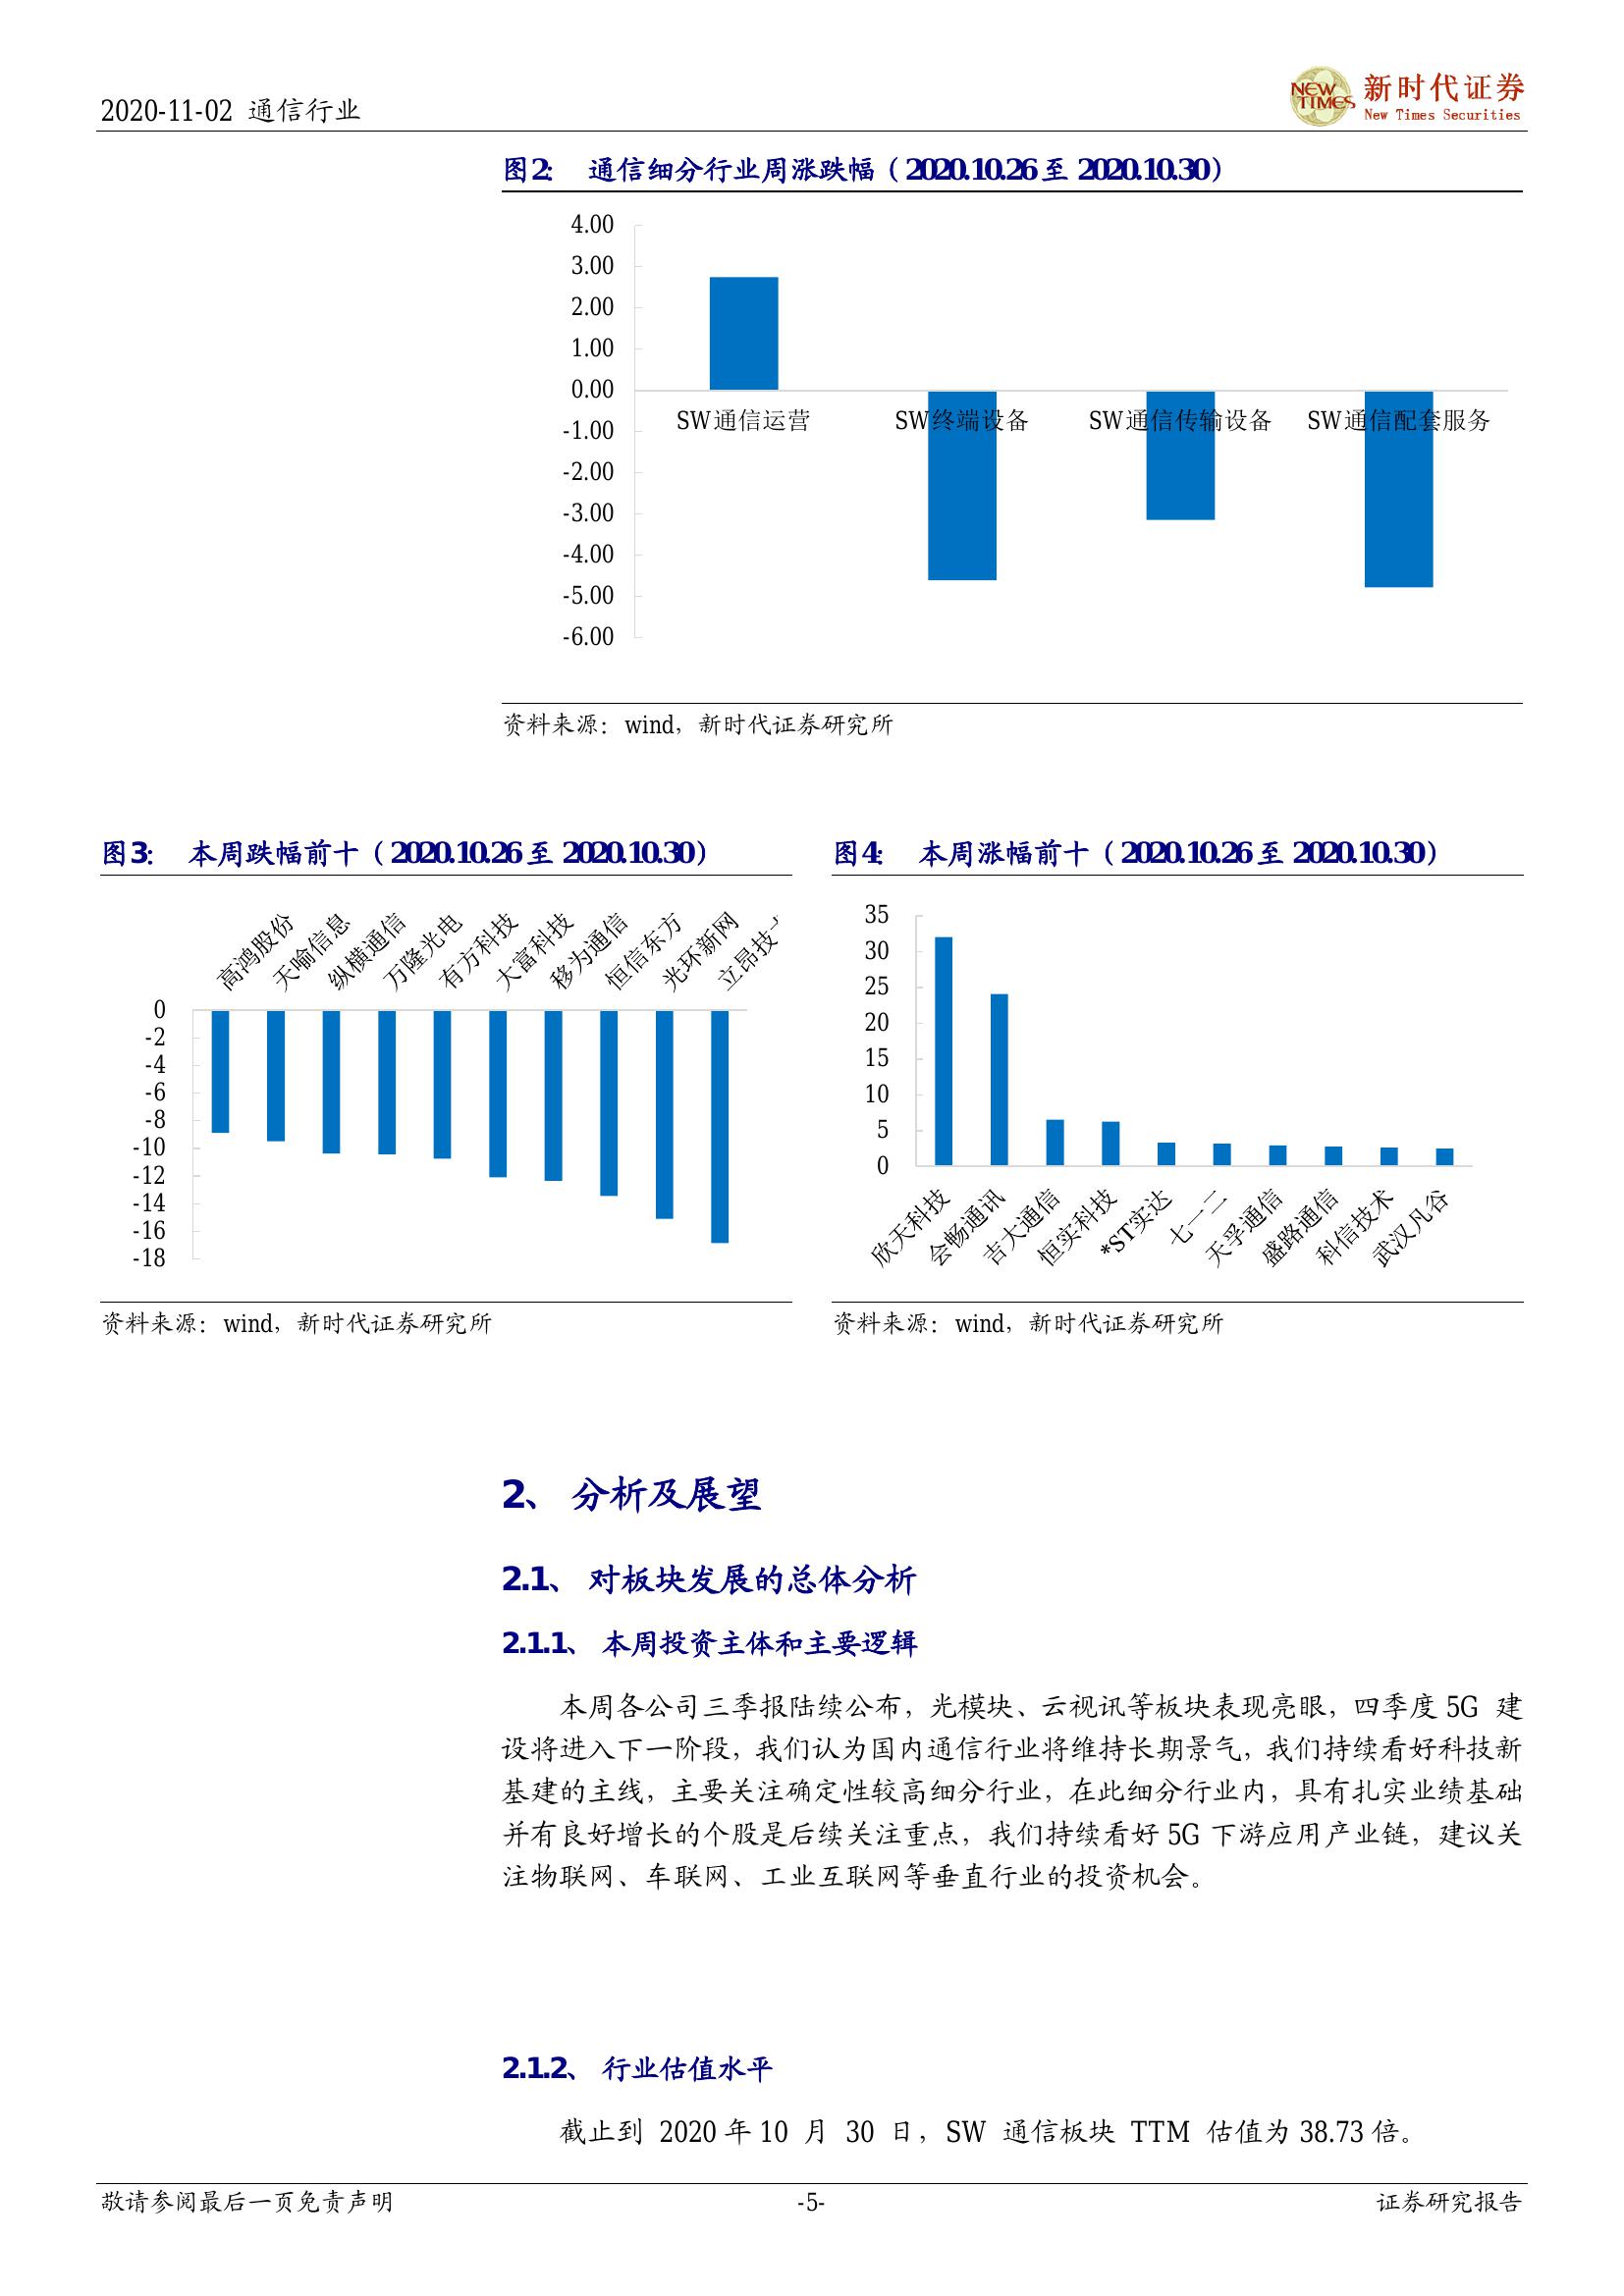 2020-11-02 通信行业
NEW TIMES
新时代证券
New Times Securities
图2: 通信细分行业周涨跌幅（2020.10.26至 2020.10.30）
4.00
3.00
2.00
1.00
0.00
-1.00
-2.00
-3.00
-4.00
-5.00
-6.00
SW通信运营 SW终端设备 SW通信传输设备 SW通信配套服务
资料来源：wind，新时代证券研究所
图3: 本周跌幅前十（2020.10.26至 2020.10.30）
高鸿股份 天喻信息 纵横通信 万隆光电 有方科技 大富科技 移为通信 恒信东方 光环新网 立昂技
0
-2
-4
-6
-8
-10
-12
-14
-16
-18
资料来源：wind，新时代证券研究所
图4: 本周涨幅前十（2020.10.26至 2020.10.30）
35
30
25
20
15
10
5
0
欣天科技 会畅通讯 吉大通信 恒实科技 *ST实达 七一二 天孚通信 盛路通信 科信技术 武汉凡谷
资料来源：wind，新时代证券研究所
2、 分析及展望
2.1、 对板块发展的总体分析
2.1.1、 本周投资主体和主要逻辑
本周各公司三季报陆续公布，光模块、云视讯等板块表现亮眼，四季度 5G 建
设将进入下一阶段，我们认为国内通信行业将维持长期景气，我们持续看好科技新
基建的主线，主要关注确定性较高细分行业，在此细分行业内，具有扎实业绩基础
并有良好增长的个股是后续关注重点，我们持续看好 5G 下游应用产业链，建议关
注物联网、车联网、工业互联网等垂直行业的投资机会。
2.1.2、 行业估值水平
截止到 2020 年 10 月 30 日，SW 通信板块 TTM 估值为 38.73 倍。
敬请参阅最后一页免责声明 -5- 证券研究报告